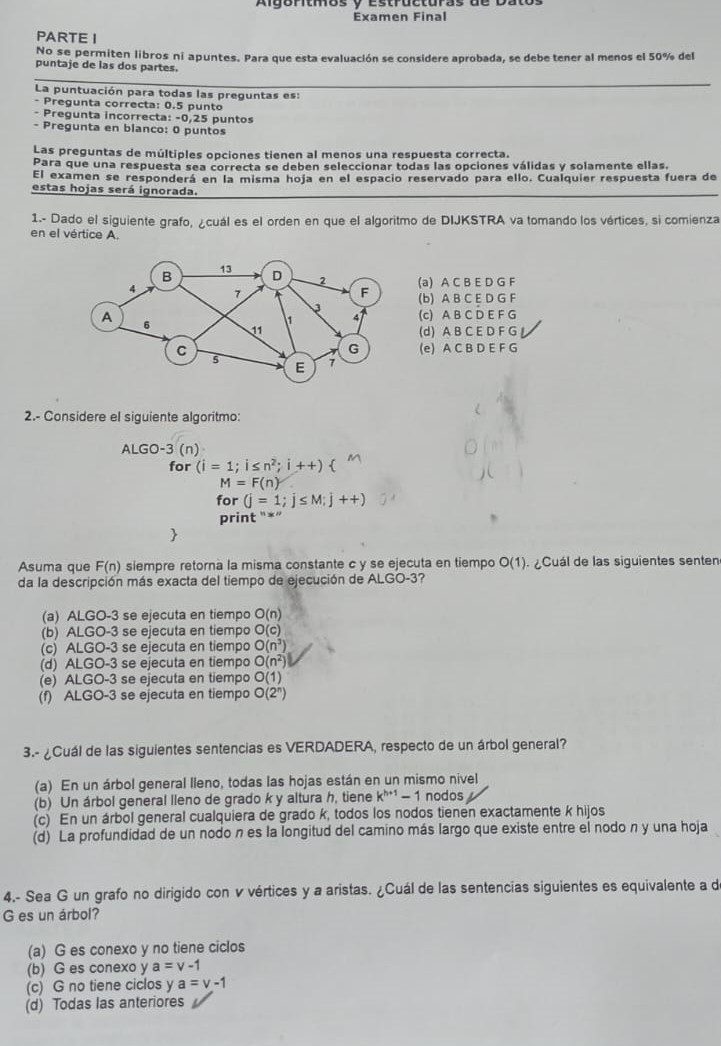 Algoritmos y Estructuras de Datos
Examen Final
PARTE I
No se permiten libros ni apuntes. Para que esta evaluación se considere aprobada, se debe tener al menos el 50% del
puntaje de las dos partes.
La puntuación para todas las preguntas es:
- Pregunta correcta: 0.5 punto
- Pregunta incorrecta: -0,25 puntos
- Pregunta en blanco: 0 puntos
Las preguntas de múltiples opciones tienen al menos una respuesta correcta.
Para que una respuesta sea correcta se deben seleccionar todas las opciones válidas y solamente ellas.
El examen se responderá en la misma hoja en el espacio reservado para ello. Cualquier respuesta fuera de
estas hojas será ignorada.
1.- Dado el siguiente grafo, ¿cuál es el orden en que el algoritmo de DIJKSTRA va tomando los vértices, si comienza
en el vértice A.
B 13 D 2 F
4 7 3
A 6 11 1 4
C 5 E 7 G
(a) A C B E D G F
(b) A B C E D G F
(c) A B C D E F G
(d) A B C E D F G
(e) A C B D E F G
2.- Considere el siguiente algoritmo:
ALGO-3 (n)
for (i = 1; i ≤ n²; i ++) {
M = F(n)
for (j = 1; j ≤ M; j ++)
print "*"
}
Asuma que F(n) siempre retorna la misma constante c y se ejecuta en tiempo O(1). ¿Cuál de las siguientes senten
da la descripción más exacta del tiempo de ejecución de ALGO-3?
(a) ALGO-3 se ejecuta en tiempo O(n)
(b) ALGO-3 se ejecuta en tiempo O(c)
(c) ALGO-3 se ejecuta en tiempo O(n³)
(d) ALGO-3 se ejecuta en tiempo O(n²)
(e) ALGO-3 se ejecuta en tiempo O(1)
(f) ALGO-3 se ejecuta en tiempo O(2ⁿ)
3.- ¿Cuál de las siguientes sentencias es VERDADERA, respecto de un árbol general?
(a) En un árbol general lleno, todas las hojas están en un mismo nivel
(b) Un árbol general lleno de grado k y altura h, tiene kʰ⁺¹ – 1 nodos
(c) En un árbol general cualquiera de grado k, todos los nodos tienen exactamente k hijos
(d) La profundidad de un nodo n es la longitud del camino más largo que existe entre el nodo n y una hoja
4.- Sea G un grafo no dirigido con v vértices y a aristas. ¿Cuál de las sentencias siguientes es equivalente a d
G es un árbol?
(a) G es conexo y no tiene ciclos
(b) G es conexo y a = v -1
(c) G no tiene ciclos y a = v -1
(d) Todas las anteriores